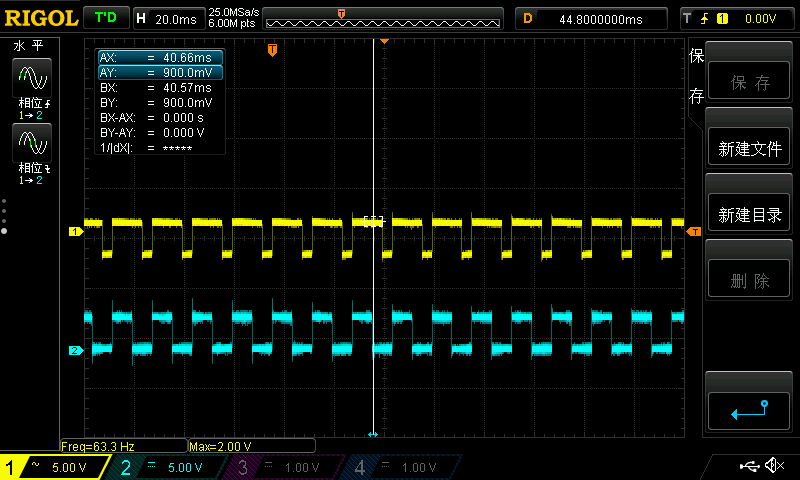 RIGOL T'D H 20.0ms 25.0MSa/s D 44.8000000ms T 1 0.00V
6.00M pts
T
水 平
相位
1→2
相位
1→2
T
AX: = 40.66ms
AY: = 900.0mV
BX: = 40.57ms
BY: = 900.0mV
BX-AX: = 0.000 s
BY-AY: = 0.000 V
1/|dX|: = *****
1
T
2
保存
保 存
新建文件
新建目录
删 除
Freq=63.3 Hz Max=2.00 V
1 ~ 5.00 V 2 5.00 V 3 1.00 V 4 1.00 V